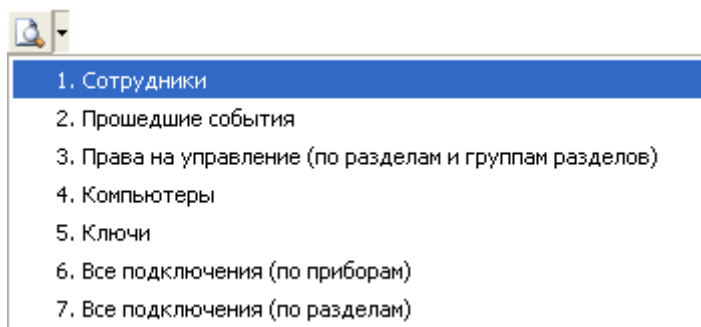 1. Сотрудники
2. Прошедшие события
3. Права на управление (по разделам и группам разделов)
4. Компьютеры
5. Ключи
6. Все подключения (по приборам)
7. Все подключения (по разделам)